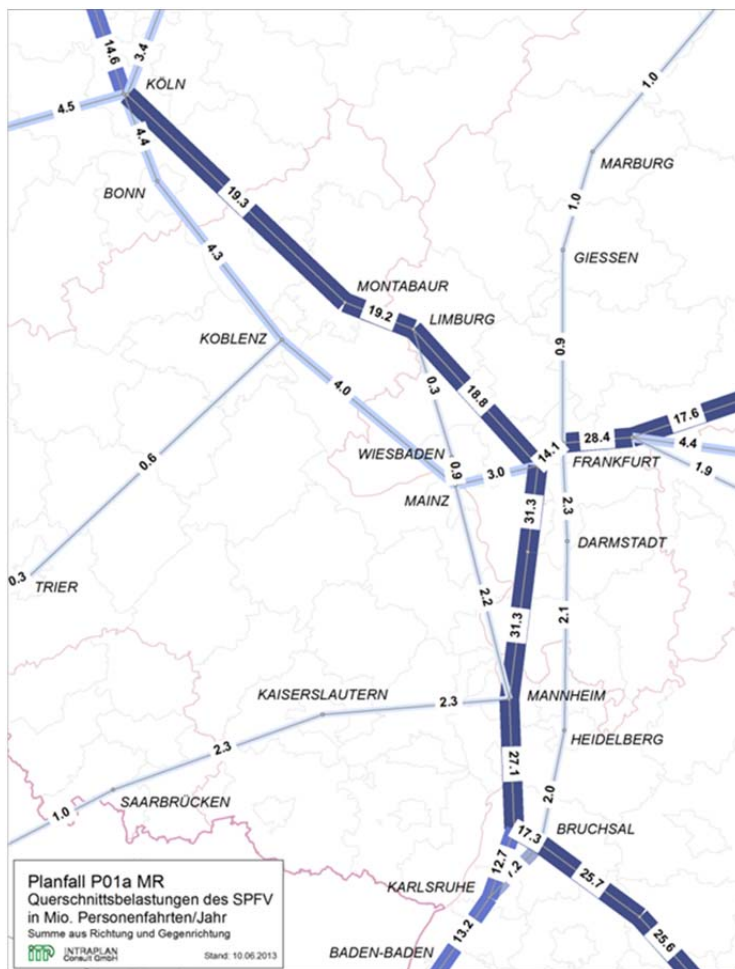 14.6
3.4
KÖLN
4.5
4.4
1.0
MARBURG
BONN
19.3
1.0
4.3
GIESSEN
MONTABAUR
19.2
LIMBURG
KOBLENZ
0.9
0.3
4.0
18.8
17.6
WIESBADEN
14.1
28.4
4.4
0.6
0.9
3.0
FRANKFURT
1.9
MAINZ
31.3
2.3
DARMSTADT
0.3
TRIER
2.2
31.3
2.1
KAISERSLAUTERN
2.3
MANNHEIM
2.3
27.1
HEIDELBERG
SAARBRÜCKEN
1.0
2.0
17.3
BRUCHSAL
12.7
25.7
KARLSRUHE
13.2
25.6
BADEN-BADEN
Planfall P01a MR
Querschnittsbelastungen des SPFV
in Mio. Personenfahrten/Jahr
Summe aus Richtung und Gegenrichtung
INTRAPLAN
Consult GmbH
Stand: 10.06.2013